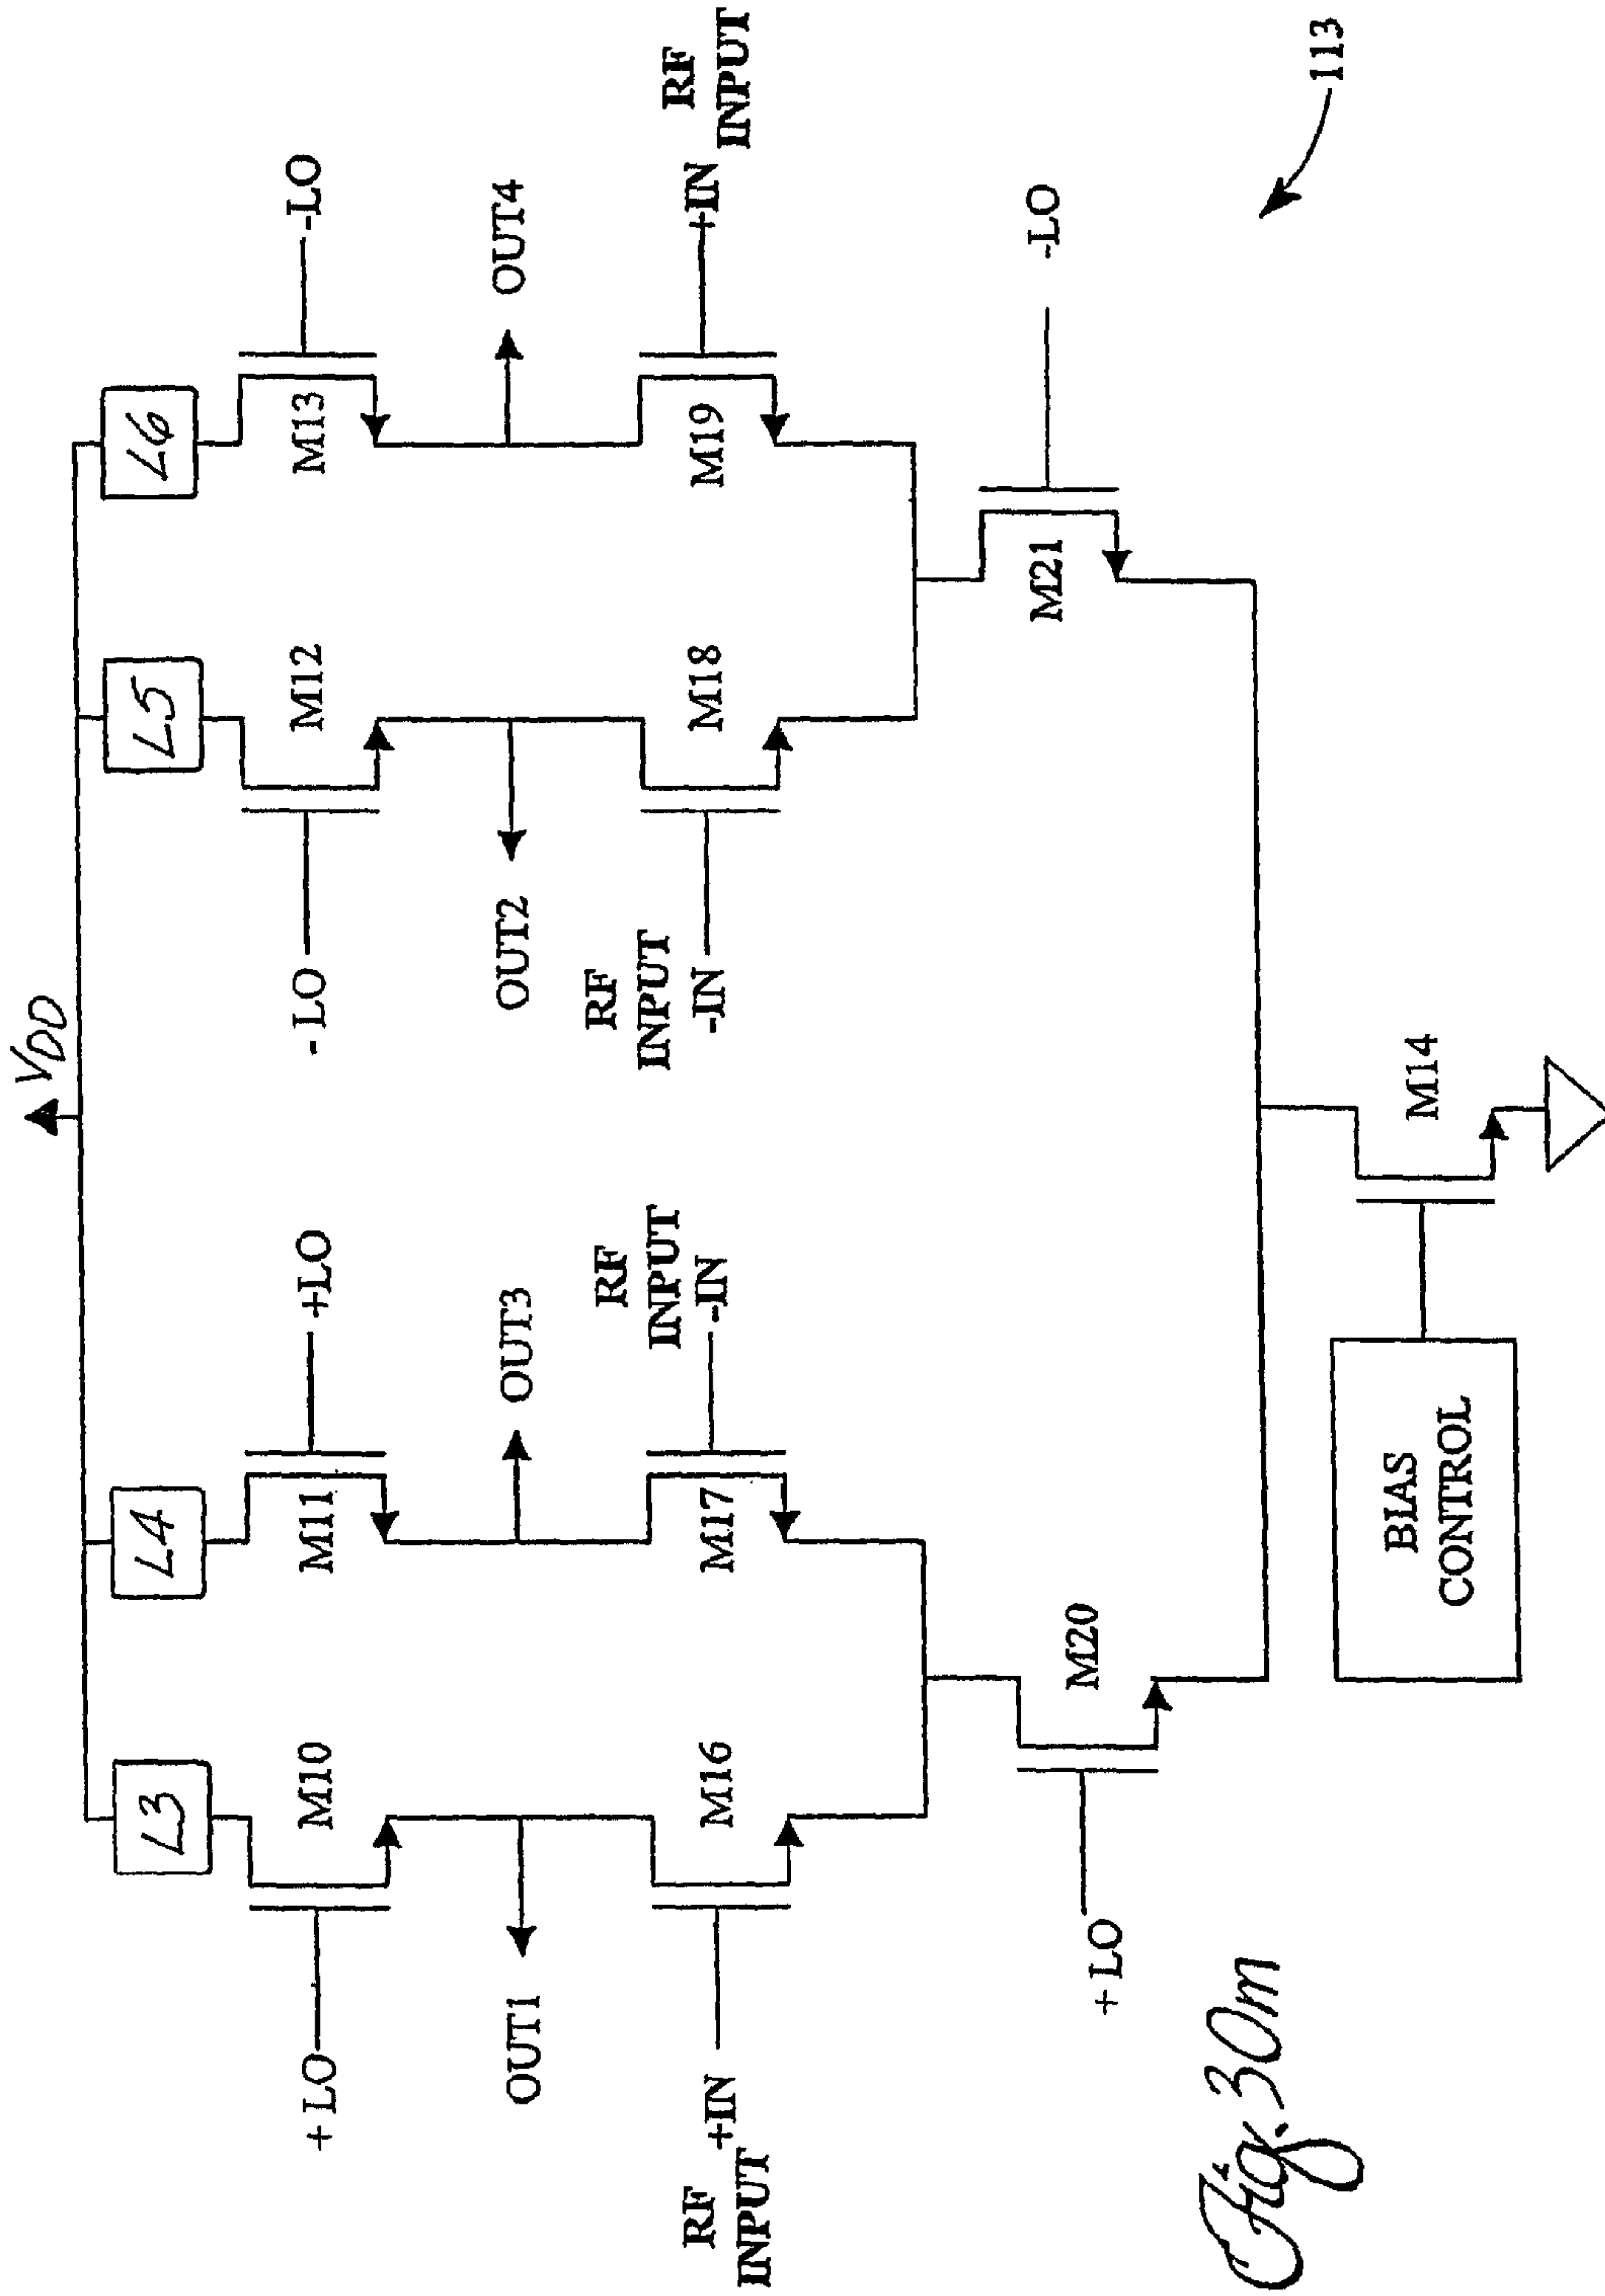 VDD
L3
L4
L5
L6
+ LO
M10
M11
+LO
- LO
M12
M13
-LO
OUT1
OUT3
OUT2
OUT4
RF
INPUT
+IN
M16
M17
RF
INPUT
-IN
RF
INPUT
-IN
M18
M19
+IN
RF
INPUT
+ LO
M20
M21
-LO
BIAS
CONTROL
M14
113
Fig. 30m